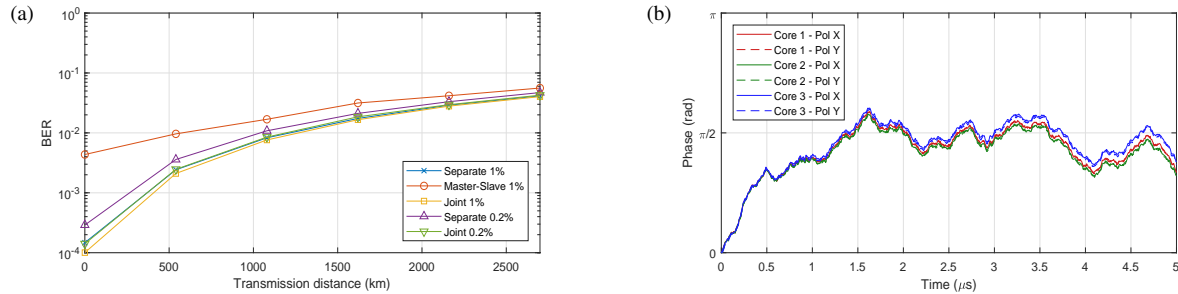 (a)
10^0
10^-1
10^-2
10^-3
10^-4
BER
0
500
1000
1500
2000
2500
Transmission distance (km)
Separate 1%
Master-Slave 1%
Joint 1%
Separate 0.2%
Joint 0.2%
(b)
π
π/2
0
Phase (rad)
0
0.5
1
1.5
2
2.5
3
3.5
4
4.5
5
Time (μs)
Core 1 - Pol X
Core 1 - Pol Y
Core 2 - Pol X
Core 2 - Pol Y
Core 3 - Pol X
Core 3 - Pol Y